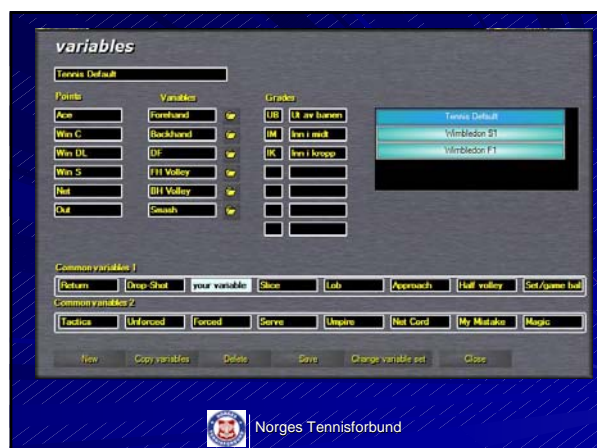 variables
Tennis Default
Points Variables Grades
Ace Forehand UB Ut av banen Tennis Default
Win C Backhand IM Inn i midt Wimbledon S1
Win DL DF IK Inn i kropp Wimbledon F1
Win S FH Volley
Net BH Volley
Out Smash
Common variables 1
Return Drop-Shot your variable Slice Lob Approach Half volley Set/game bal
Common variables 2
Tactics Unforced Forced Serve Umpire Net Cord My Mistake Magic
New Copy variables Delete Save Change variable set Close
Norges Tennisforbund